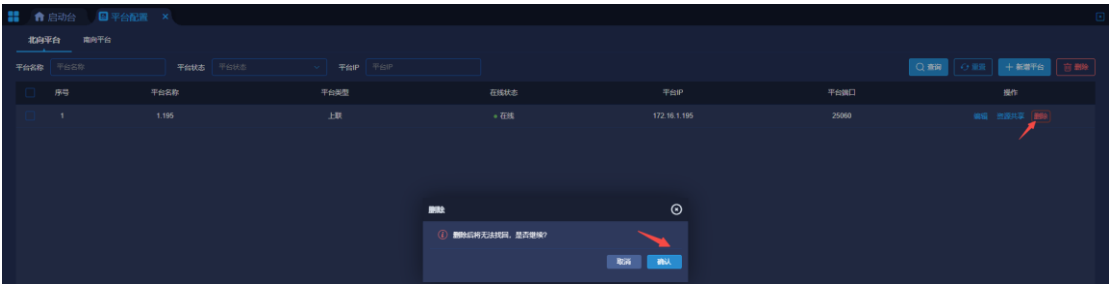 启动台 平台配置 ×
北向平台 南向平台
平台名称 平台名称 平台状态 平台状态 平台IP 平台IP 查询 重置 新增平台 删除
序号 平台名称 平台类型 在线状态 平台IP 平台端口 操作
1 1.195 上联 在线 172.16.1.195 25060 编辑 资源共享 删除
删除
删除后将无法找回，是否继续?
取消 确认